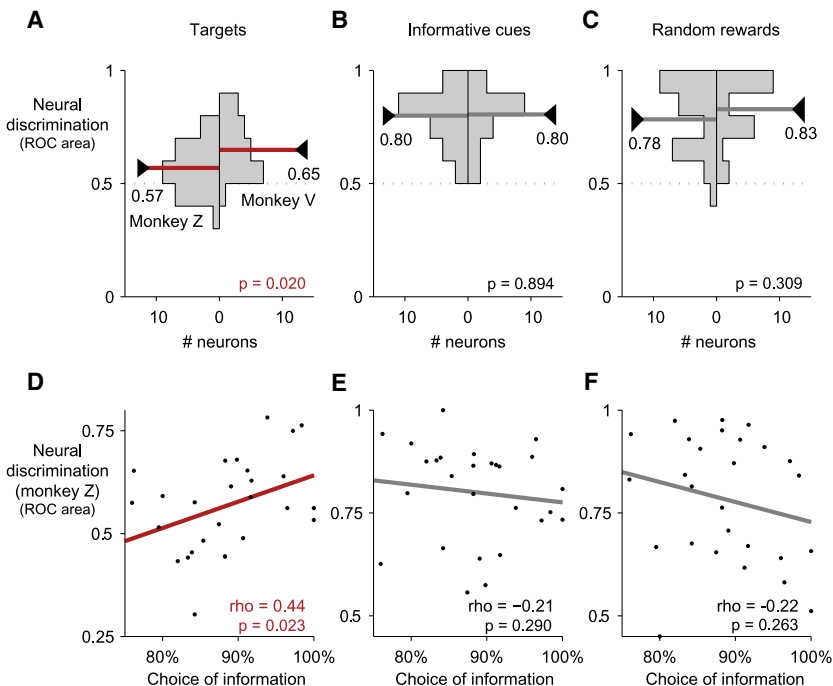 A
Targets
Neural
discrimination
(ROC area)
1
0.5
0
0.57
0.65
Monkey Z
Monkey V
p = 0.020
10 0 10
# neurons
B
Informative cues
1
0.5
0
0.80
0.80
p = 0.894
10 0 10
# neurons
C
Random rewards
1
0.5
0
0.78
0.83
p = 0.309
10 0 10
# neurons
D
Neural
discrimination
(monkey Z)
(ROC area)
0.75
0.5
0.25
rho = 0.44
p = 0.023
80% 90% 100%
Choice of information
E
1
0.75
0.5
rho = −0.21
p = 0.290
80% 90% 100%
Choice of information
F
1
0.75
0.5
rho = -0.22
p = 0.263
80% 90% 100%
Choice of information